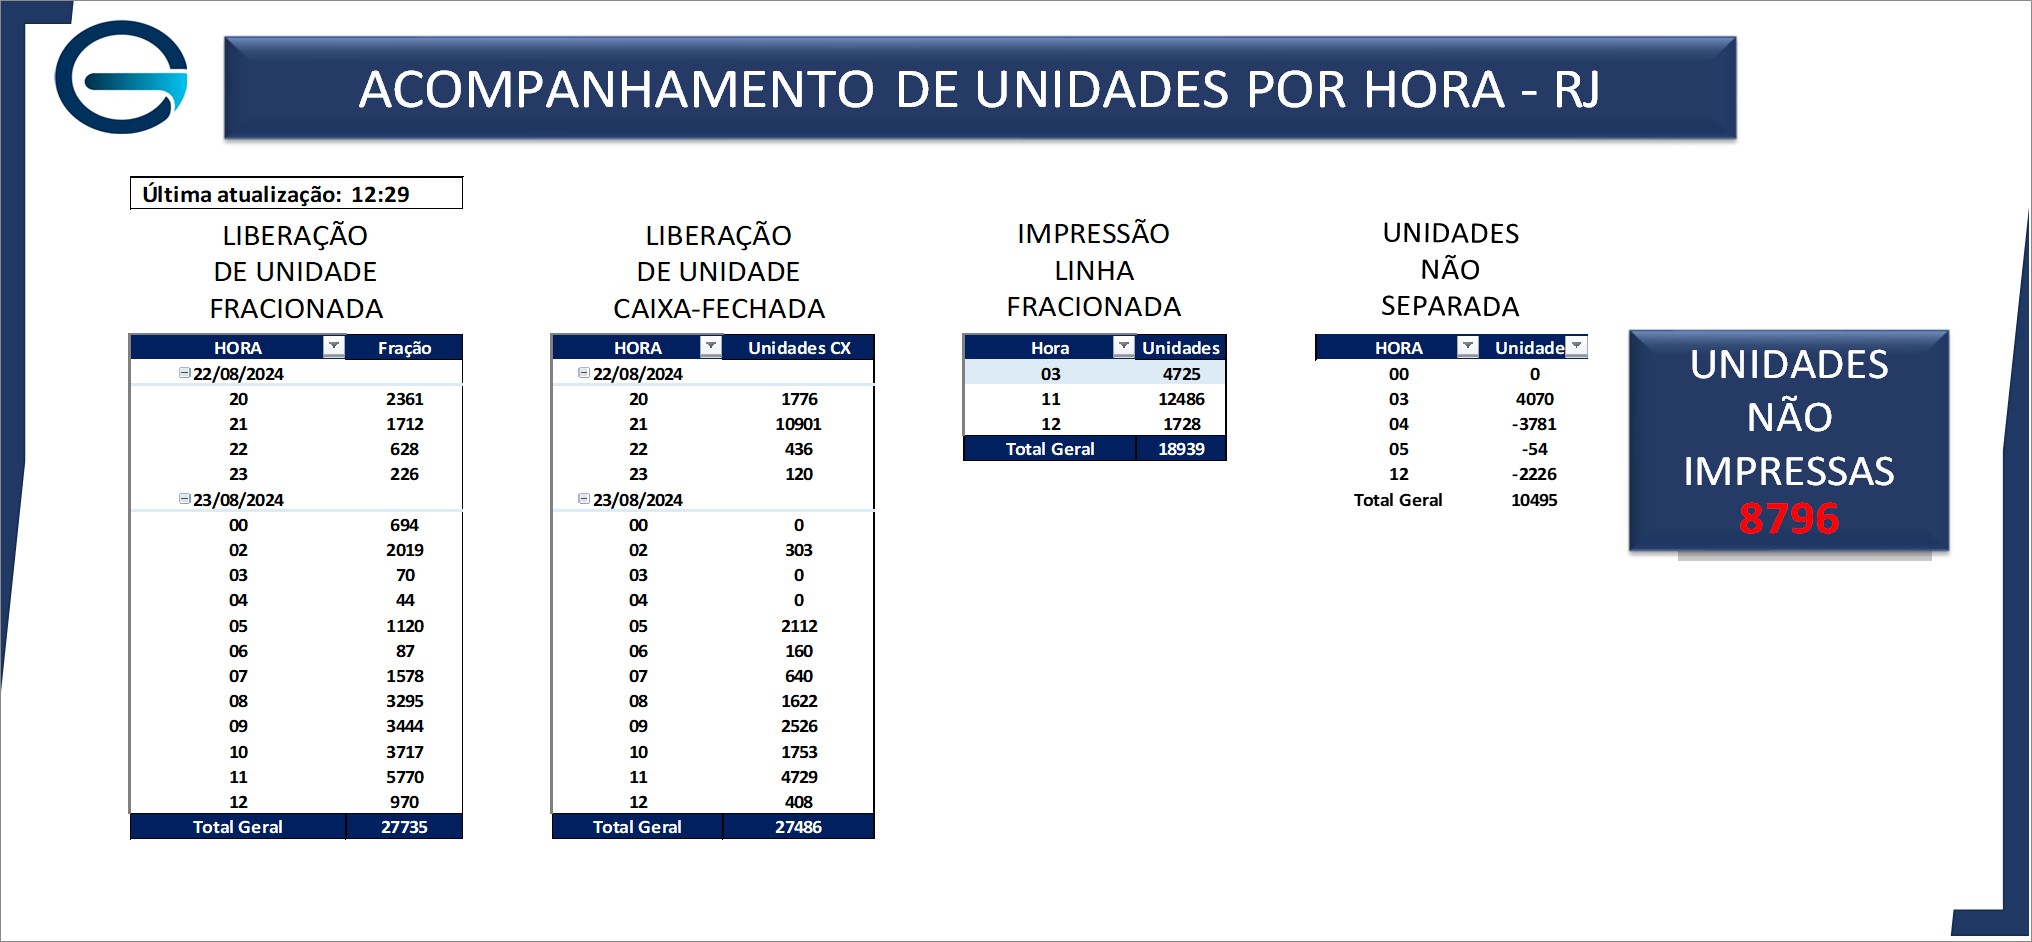 ACOMPANHAMENTO DE UNIDADES POR HORA - RJ
Última atualização: 12:29
LIBERAÇÃO
DE UNIDADE
FRACIONADA
HORA Fração
22/08/2024
20 2361
21 1712
22 628
23 226
23/08/2024
00 694
02 2019
03 70
04 44
05 1120
06 87
07 1578
08 3295
09 3444
10 3717
11 5770
12 970
Total Geral 27735
LIBERAÇÃO
DE UNIDADE
CAIXA-FECHADA
HORA Unidades CX
22/08/2024
20 1776
21 10901
22 436
23 120
23/08/2024
00 0
02 303
03 0
04 0
05 2112
06 160
07 640
08 1622
09 2526
10 1753
11 4729
12 408
Total Geral 27486
IMPRESSÃO
LINHA
FRACIONADA
Hora Unidades
03 4725
11 12486
12 1728
Total Geral 18939
UNIDADES
NÃO
SEPARADA
HORA Unidade
00 0
03 4070
04 -3781
05 -54
12 -2226
Total Geral 10495
UNIDADES
NÃO
IMPRESSAS
8796